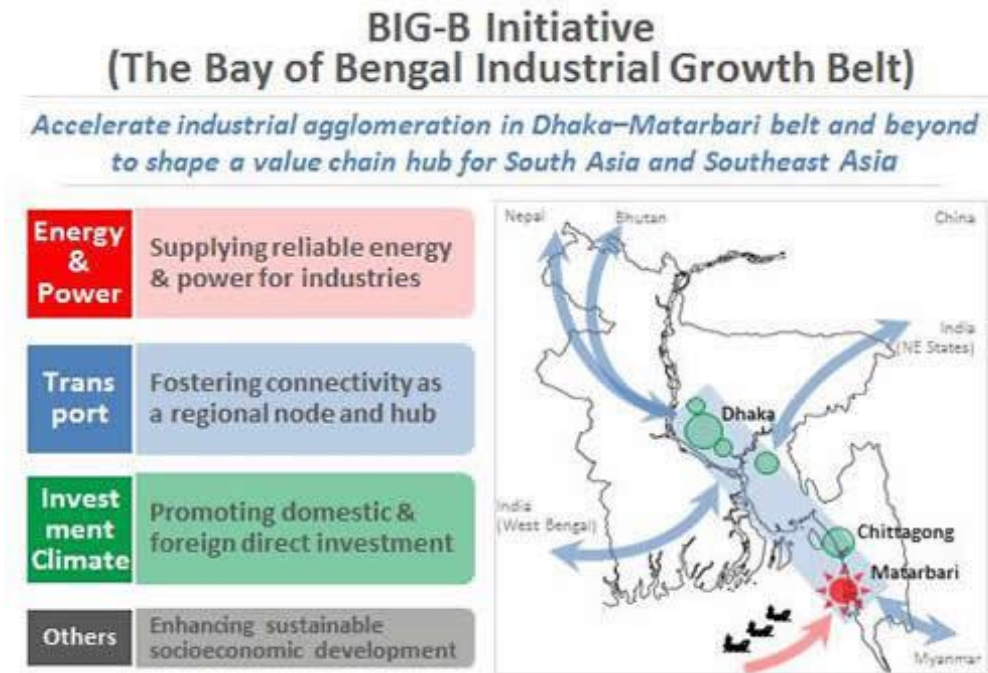 BIG-B Initiative
(The Bay of Bengal Industrial Growth Belt)
Accelerate industrial agglomeration in Dhaka–Matarbari belt and beyond
to shape a value chain hub for South Asia and Southeast Asia
Energy
&
Power
Supplying reliable energy
& power for industries
Trans
port
Fostering connectivity as
a regional node and hub
Invest
ment
Climate
Promoting domestic &
foreign direct investment
Others
Enhancing sustainable
socioeconomic development
Nepal
Bhutan
China
India
(NE States)
Dhaka
India
(West Bengal)
Chittagong
Matarbari
Myanmar